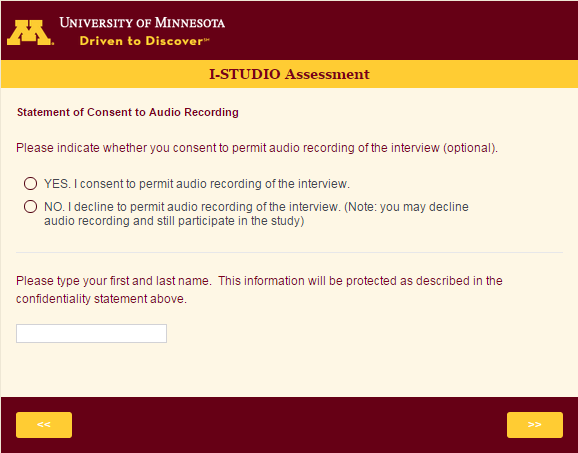 UNIVERSITY OF MINNESOTA
Driven to Discover℠
I-STUDIO Assessment
Statement of Consent to Audio Recording
Please indicate whether you consent to permit audio recording of the interview (optional).
YES. I consent to permit audio recording of the interview.
NO. I decline to permit audio recording of the interview. (Note: you may decline
audio recording and still participate in the study)
Please type your first and last name.  This information will be protected as described in the
confidentiality statement above.
<< >>